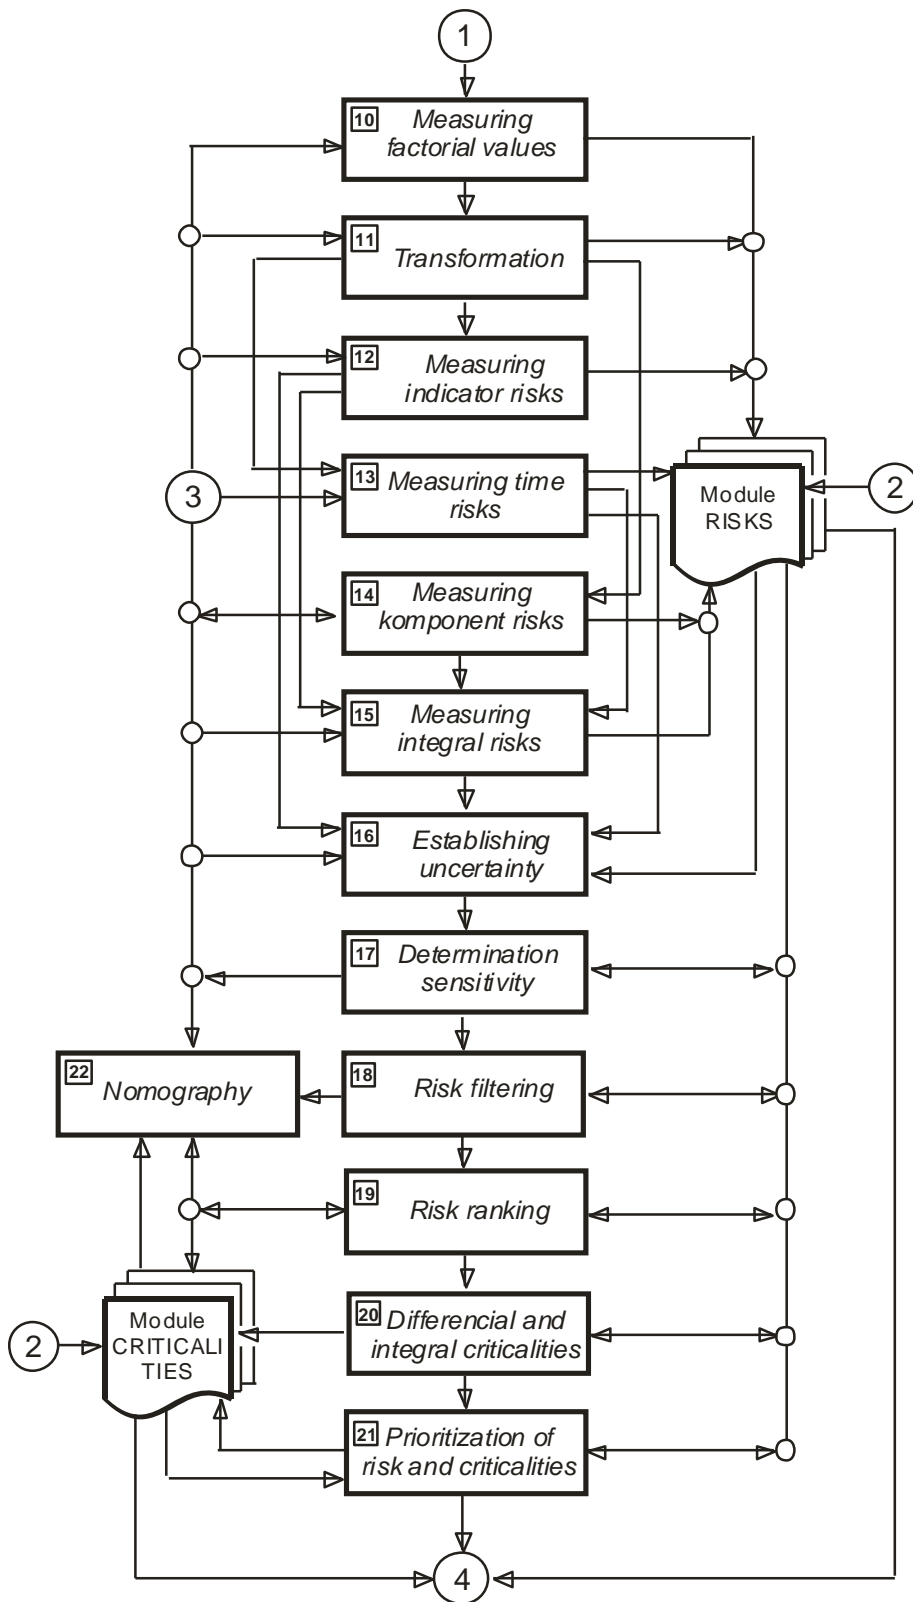 1
10
Measuring
factorial values
11
Transformation
12
Measuring
indicator risks
13
Measuring time
risks
3
Module
RISKS
2
14
Measuring
komponent risks
15
Measuring
integral risks
16
Establishing
uncertainty
17
Determination
sensitivity
22
Nomography
18
Risk filtering
19
Risk ranking
2
Module
CRITICALI
TIES
20
Differencial and
integral criticalities
21
Prioritization of
risk and criticalities
4